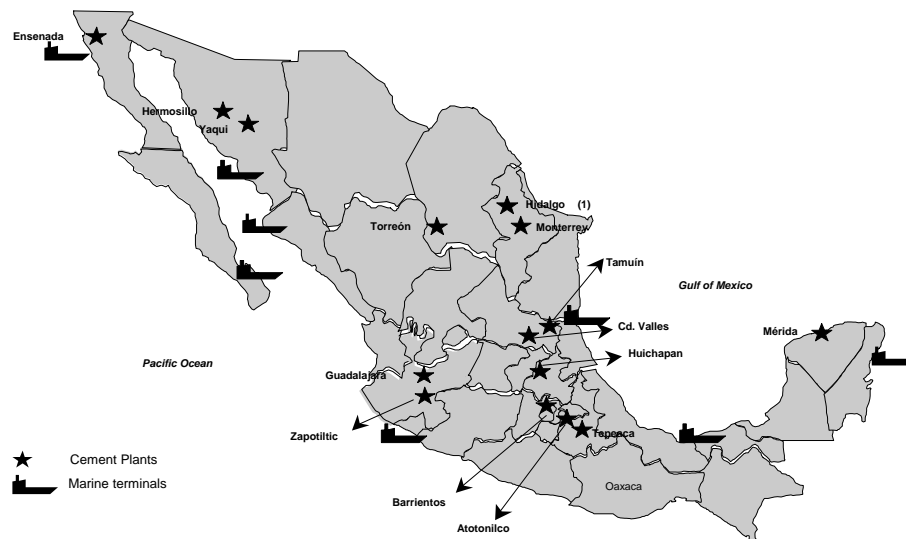 Ensenada
Hermosillo
Yaqui
Hidalgo (1)
Torreón
Monterrey
Tamuín
Gulf of Mexico
Cd. Valles
Mérida
Huichapan
Pacific Ocean
Guadalajara
Zapotiltic
Tepeaca
Cement Plants
Marine terminals
Oaxaca
Barrientos
Atotonilco